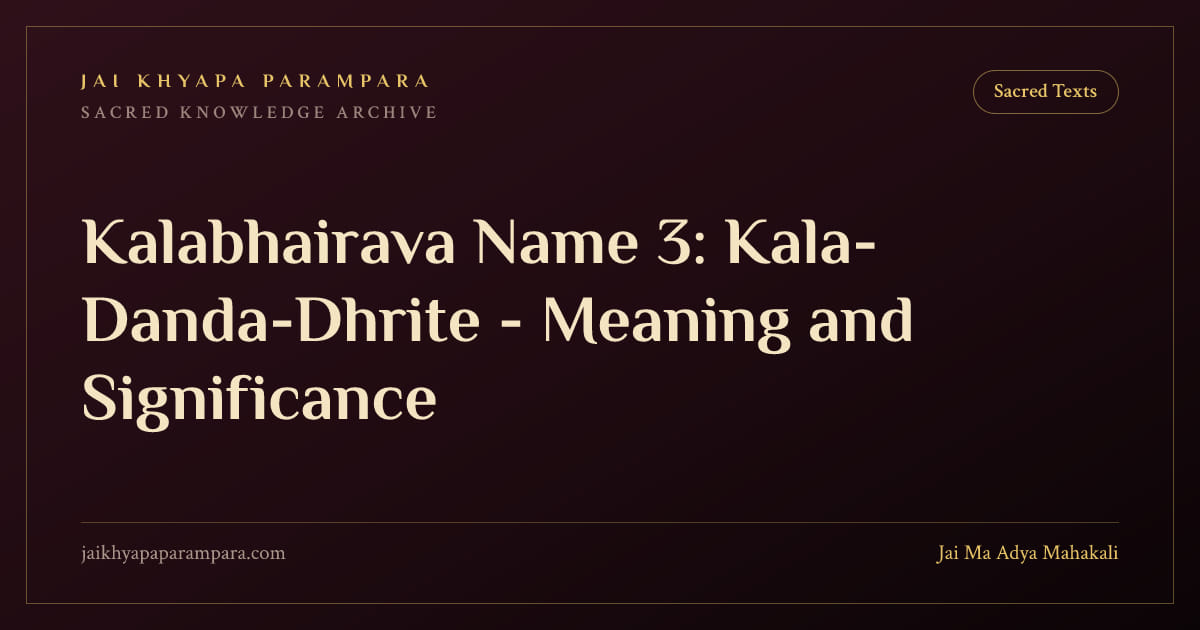 JAI KHYAPA PARAMPARA
SACRED KNOWLEDGE ARCHIVE
Sacred Texts
Kalabhairava Name 3: Kala-
Danda-Dhrite - Meaning and
Significance
jaikhyapaparampara.com
Jai Ma Adya Mahakali